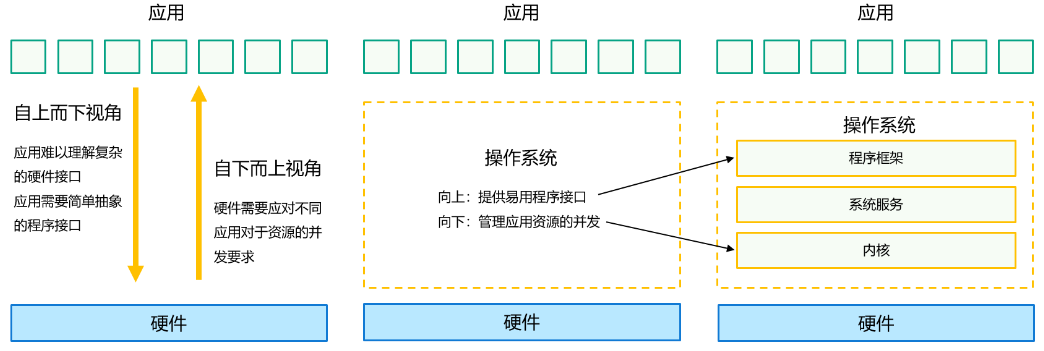 应用
自上而下视角
应用难以理解复杂
的硬件接口
应用需要简单抽象
的程序接口
自下而上视角
硬件需要应对不同
应用对于资源的并
发要求
硬件
应用
操作系统
向上：提供易用程序接口
向下：管理应用资源的并发
硬件
应用
操作系统
程序框架
系统服务
内核
硬件